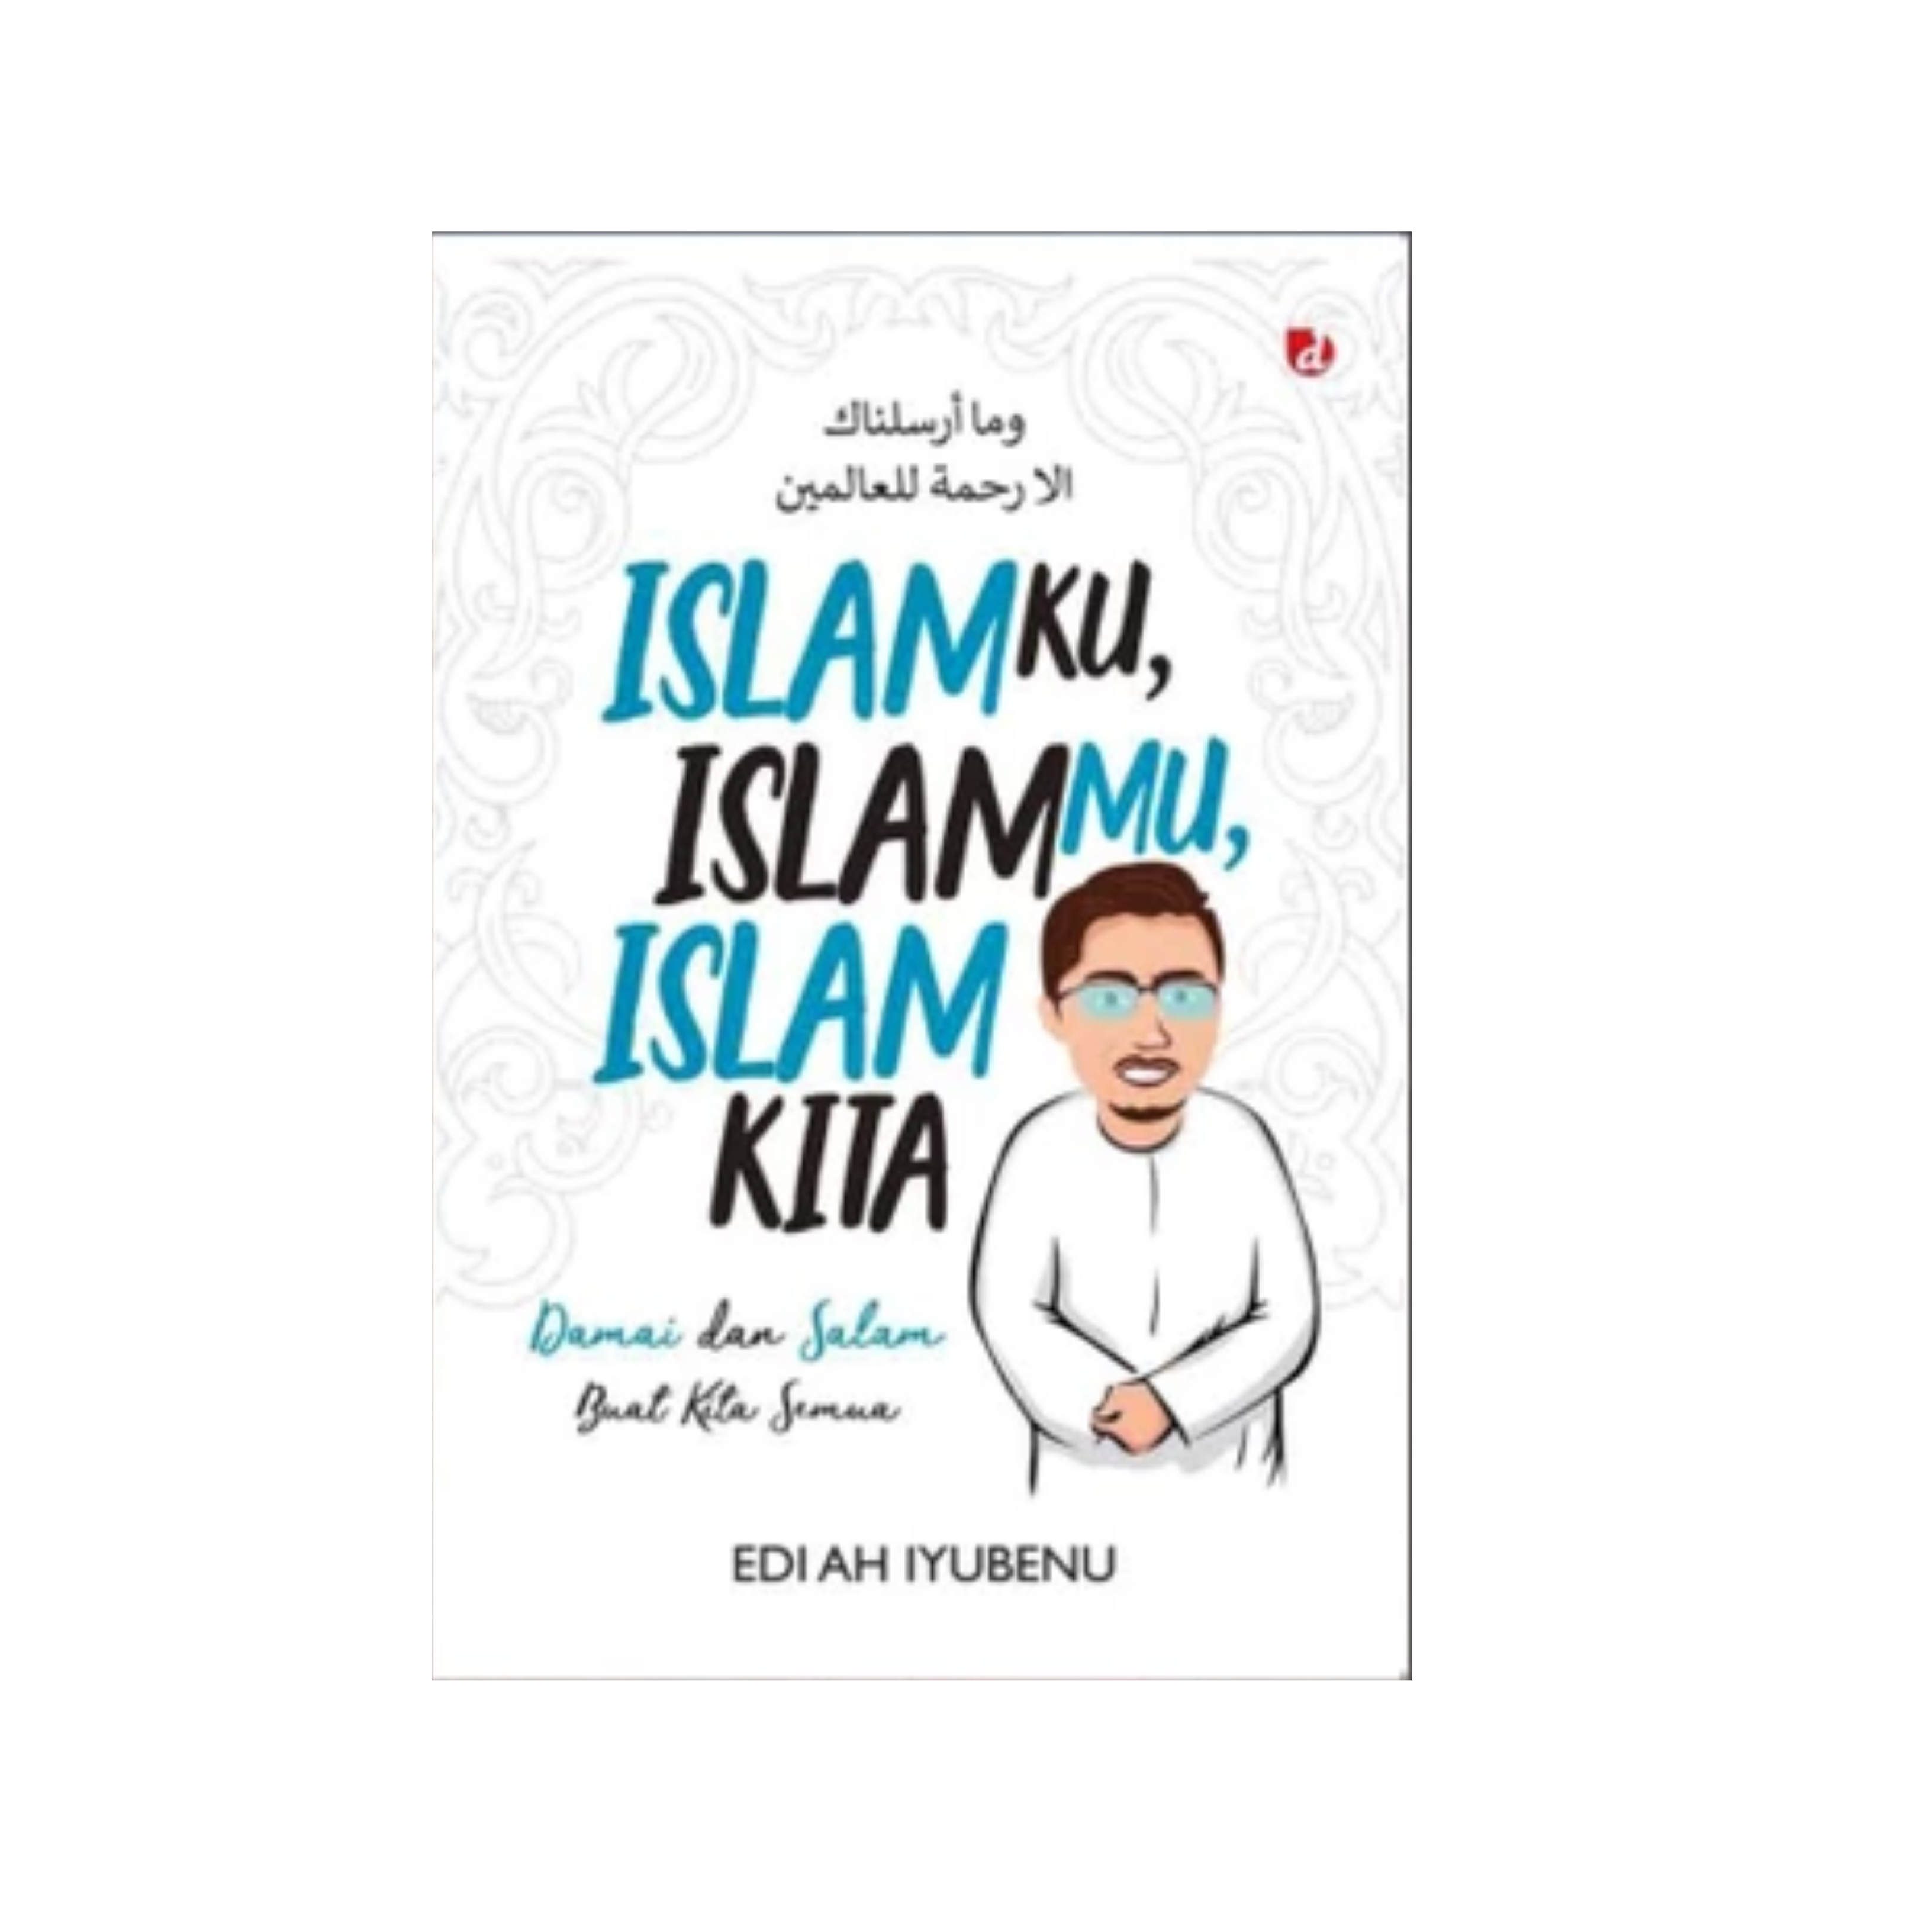 وما أرسلناك
الا رحمة للعالمين
ISLAMKU,
ISLAMMU,
ISLAM
KITA
Damai dan Salam
Buat Kita Semua
EDI AH IYUBENU
d